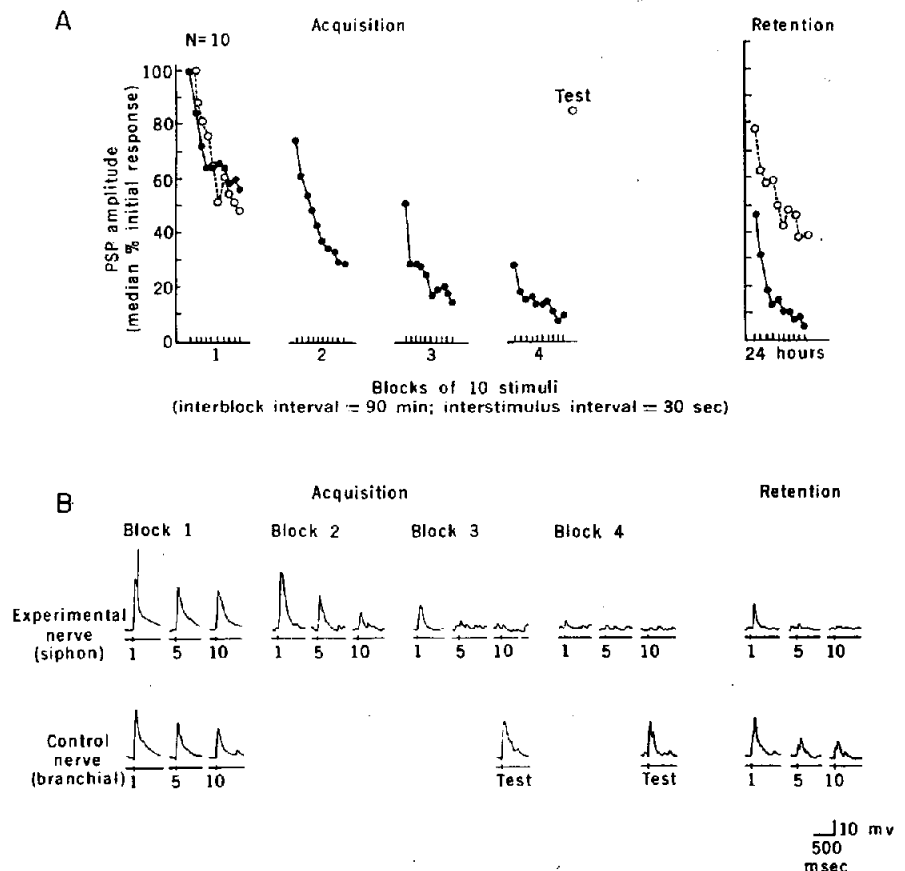 A
Acquisition
Retention
N=10
Test
100
80
60
40
20
0
PSP amplitude
(median % initial response)
1
2
3
4
24 hours
Blocks of 10 stimuli
(interblock interval = 90 min; interstimulus interval = 30 sec)
B
Acquisition
Retention
Block 1
Block 2
Block 3
Block 4
Experimental
nerve
(siphon)
1 5 10
1 5 10
1 5 10
1 5 10
1 5 10
Control
nerve
(branchial)
1 5 10
Test
Test
1 5 10
10 mv
500
msec